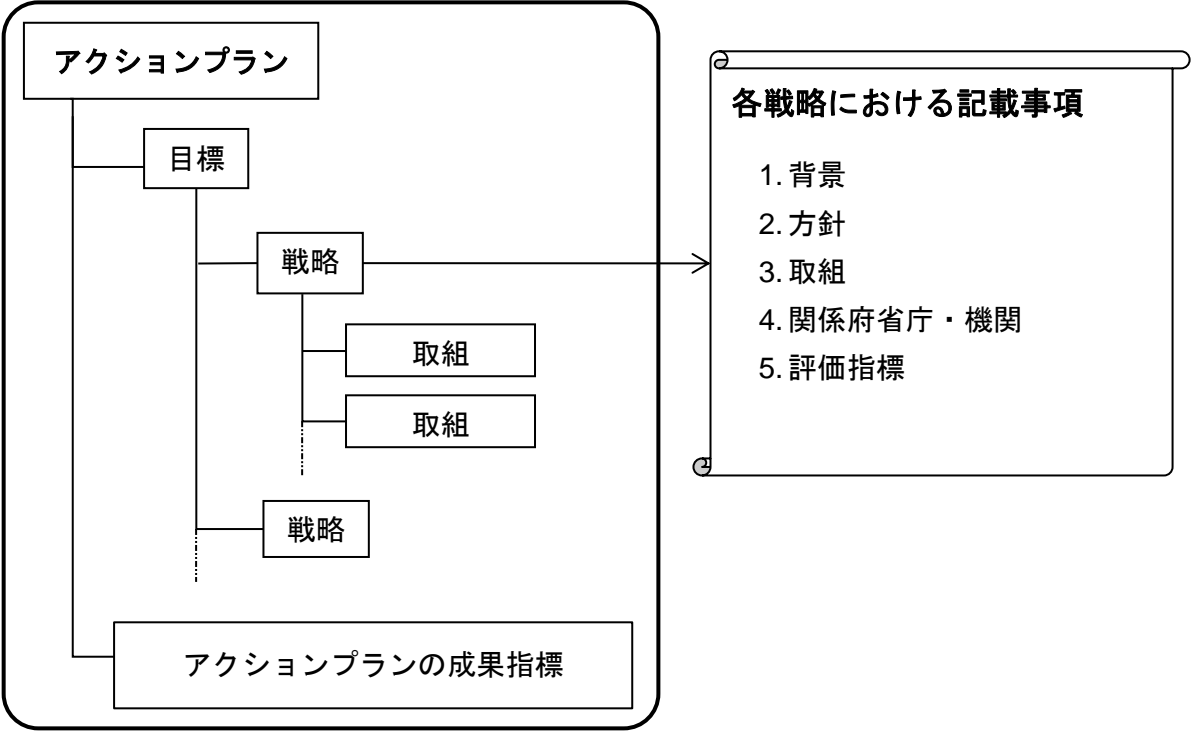 アクションプラン
目標
戦略
取組
取組
戦略
アクションプランの成果指標
各戦略における記載事項
1. 背景
2. 方針
3. 取組
4. 関係府省庁・機関
5. 評価指標